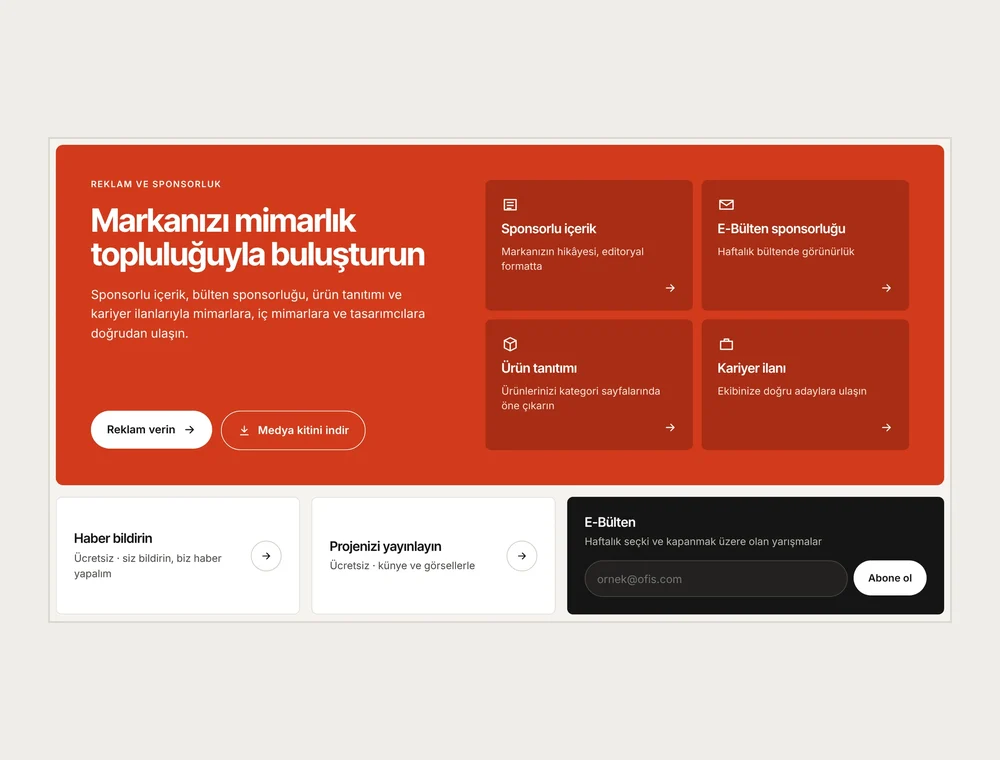 REKLAM VE SPONSORLUK
Markanızı mimarlık
topluluğuyla buluşturun
Sponsorlu içerik, bülten sponsorluğu, ürün tanıtımı ve
kariyer ilanlarıyla mimarlara, iç mimarlara ve tasarımcılara
doğrudan ulaşın.
Reklam verin
Medya kitini indir
Sponsorlu içerik
Markanızın hikâyesi, editoryal
formatta
E-Bülten sponsorluğu
Haftalık bültende görünürlük
Ürün tanıtımı
Ürünlerinizi kategori sayfalarında
öne çıkarın
Kariyer ilanı
Ekibinize doğru adaylara ulaşın
Haber bildirin
Ücretsiz · siz bildirin, biz haber
yapalım
Projenizi yayınlayın
Ücretsiz · künye ve görsellerle
E-Bülten
Haftalık seçki ve kapanmak üzere olan yarışmalar
ornek@ofis.com
Abone ol